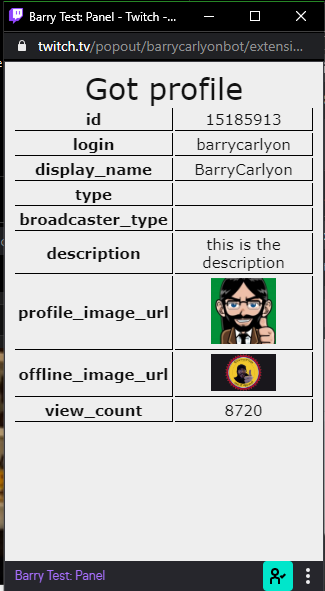 Barry Test: Panel - Twitch -...
twitch.tv/popout/barrycarlyonbot/extensi...
Got profile
id 15185913
login barrycarlyon
display_name BarryCarlyon
type
broadcaster_type
description this is the
description
profile_image_url
offline_image_url
view_count 8720
Barry Test: Panel